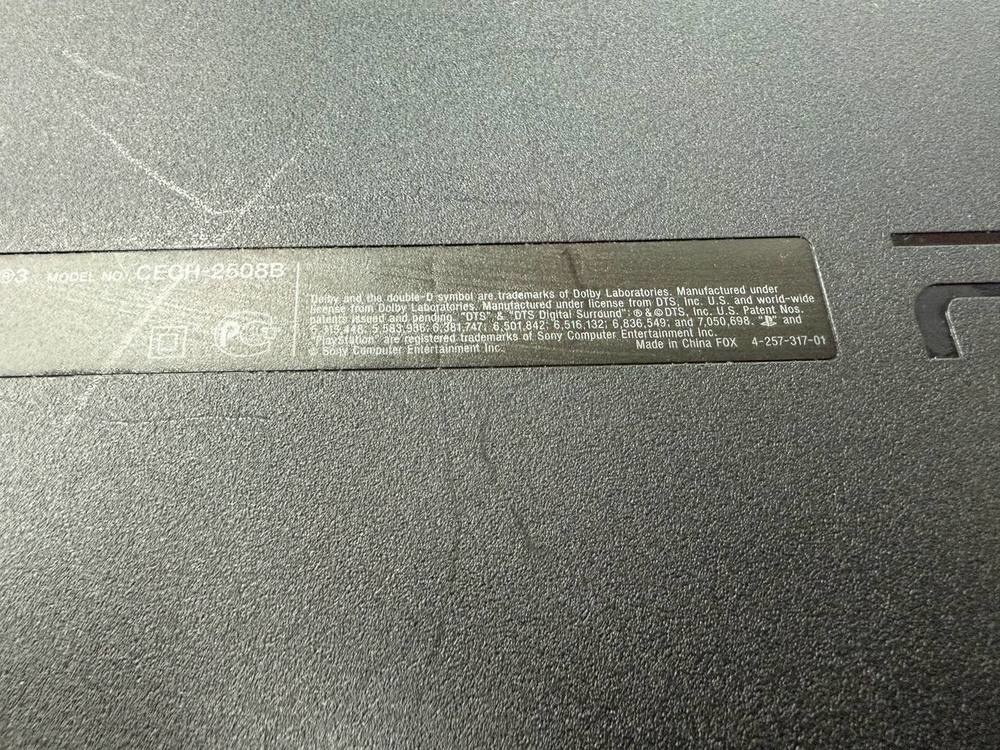 ®3 MODEL NO. CECH-2508B
Dolby and the double-D symbol are trademarks of Dolby Laboratories. Manufactured under
license from Dolby Laboratories. Manufactured under license from DTS, Inc. U.S. and world-wide
patents issued and pending. "DTS" & "DTS Digital Surround": ® & © DTS, Inc. U.S. Patent Nos.
5,583,936; 6,381,747; 6,501,842; 6,516,132; 6,836,549; and 7,050,698. " " and
"PlayStation" are registered trademarks of Sony Computer Entertainment Inc.
© Sony Computer Entertainment Inc.
Made in China FOX 4-257-317-01